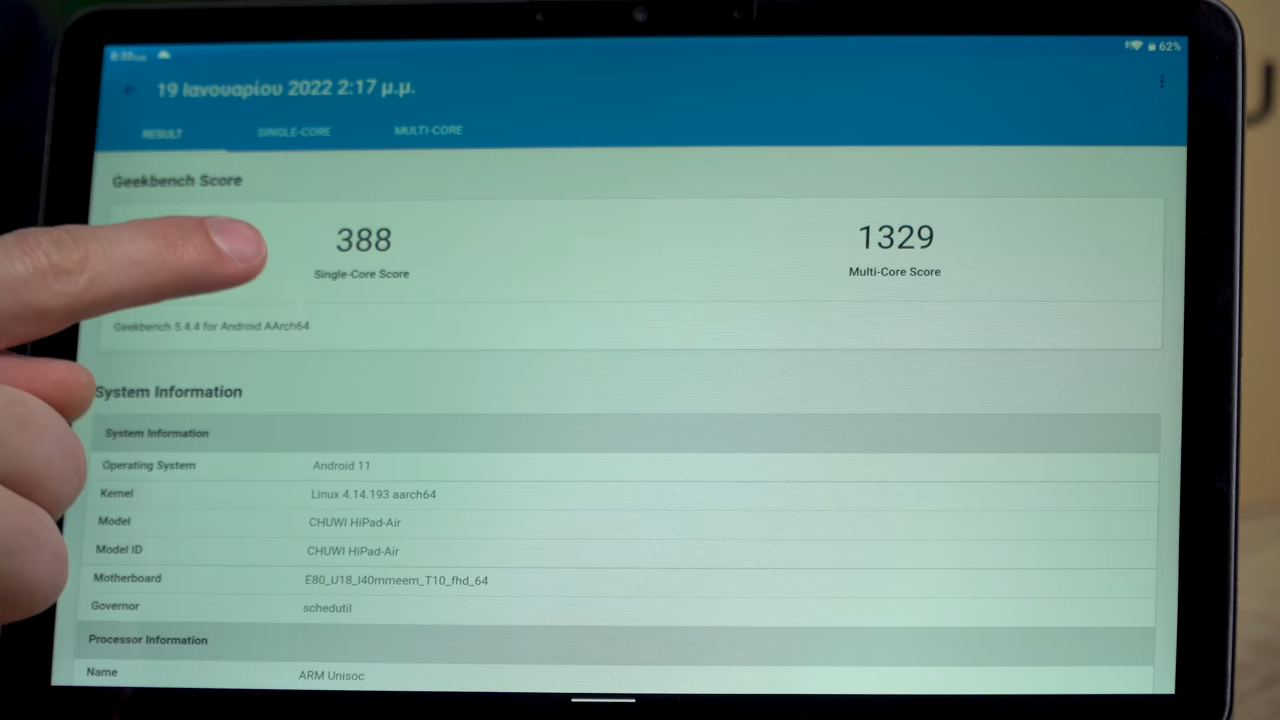 62%
19 Ιανουαρίου 2022 2:17 μ.μ.
RESULT SINGLE-CORE MULTI-CORE
Geekbench Score
388 1329
Single-Core Score Multi-Core Score
Geekbench 5.4.4 for Android AArch64
System Information
System Information
Operating System Android 11
Kernel Linux 4.14.193 aarch64
Model CHUWI HiPad-Air
Model ID CHUWI HiPad-Air
Motherboard E80_U18_I40mmeem_T10_fhd_64
Governor schedutil
Processor Information
Name ARM Unisoc